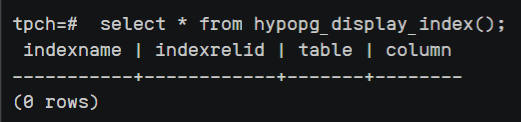 tpch=#  select * from hypopg_display_index();
 indexname | indexrelid | table | column
-----------+------------+-------+--------
(0 rows)